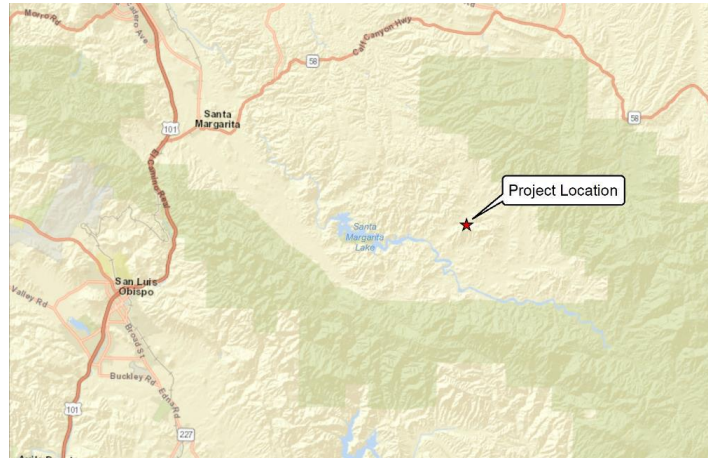 Morro Rd
58
Calf Canyon Hwy
Santa
Margarita
101
58
El Camino Real
Project Location
Santa
Margarita
Lake
San Luis
Obispo
Valley Rd
Broad St
Buckley Rd
Edna Rd
101
227